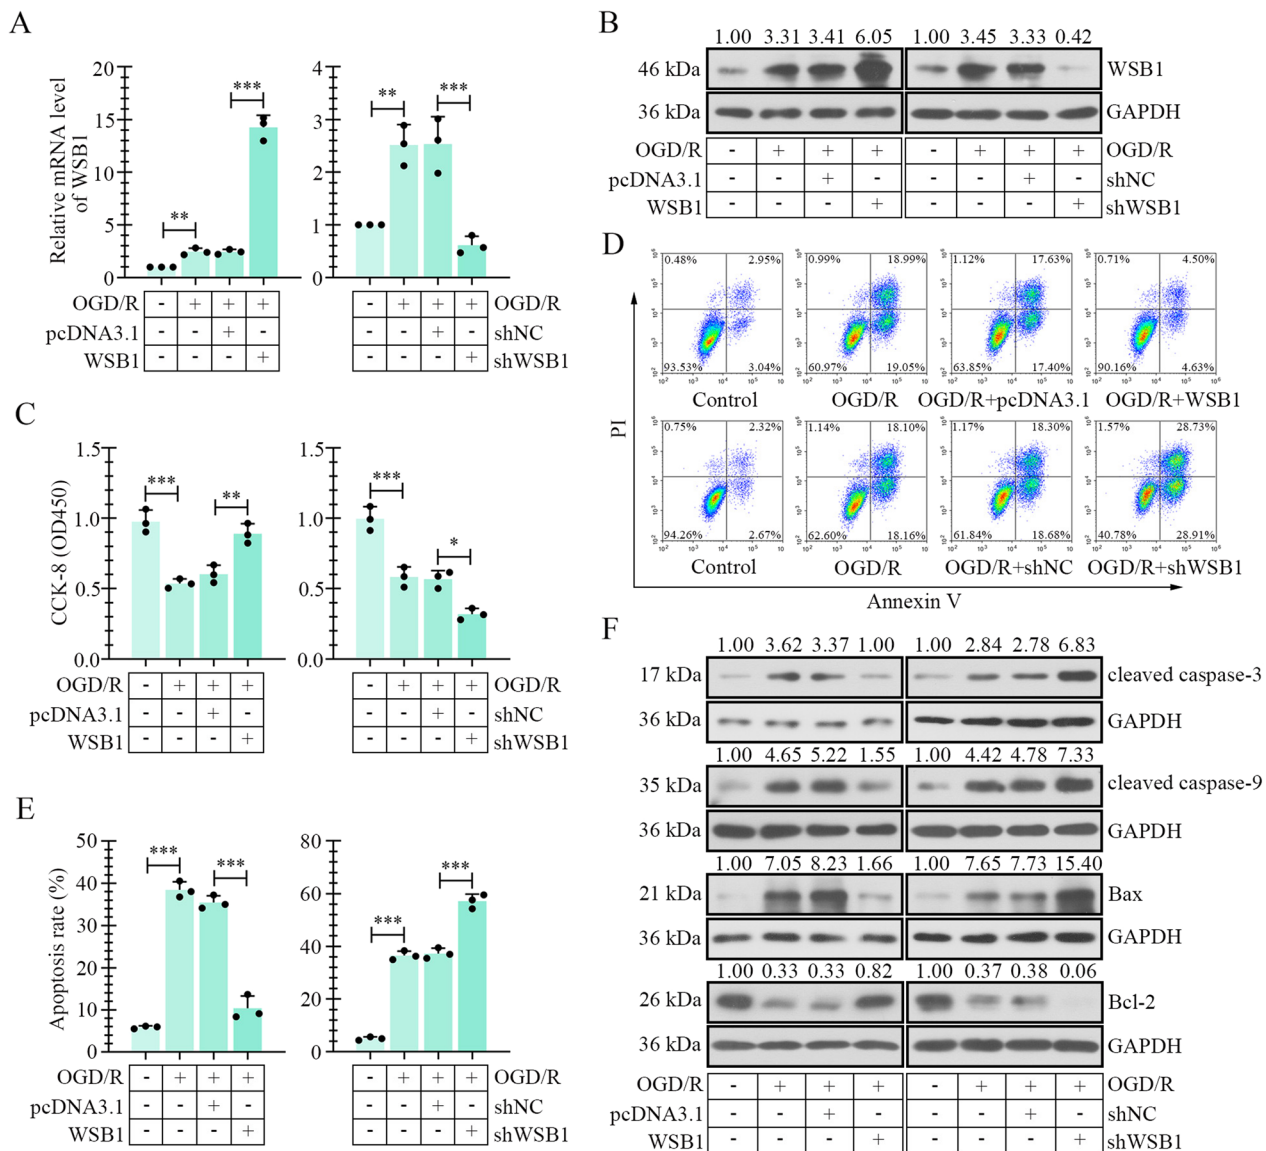 A
Relative mRNA level
of WSB1
20
15
10
5
0
**
***
4
3
2
1
0
**
***
OGD/R - + + + - + + + OGD/R
pcDNA3.1 - - + - - - + - shNC
WSB1 - - - + - - - + shWSB1
B
1.00 3.31 3.41 6.05 1.00 3.45 3.33 0.42
46 kDa WSB1
36 kDa GAPDH
OGD/R - + + + - + + + OGD/R
pcDNA3.1 - - + - - - + - shNC
WSB1 - - - + - - - + shWSB1
C
CCK-8 (OD450)
1.5
1.0
0.5
0.0
***
**
1.5
1.0
0.5
0.0
***
*
OGD/R - + + + - + + + OGD/R
pcDNA3.1 - - + - - - + - shNC
WSB1 - - - + - - - + shWSB1
D
PI
0.48% 2.95% 0.99% 18.99% 1.12% 17.63% 0.71% 4.50%
93.53% 3.04% 60.97% 19.05% 63.85% 17.40% 90.16% 4.63%
Control OGD/R OGD/R+pcDNA3.1 OGD/R+WSB1
0.75% 2.32% 1.14% 18.10% 1.17% 18.30% 1.57% 28.73%
94.26% 2.67% 62.60% 18.16% 61.84% 18.68% 40.78% 28.91%
Control OGD/R OGD/R+shNC OGD/R+shWSB1
Annexin V
E
Apoptosis rate (%)
50
40
30
20
10
0
***
***
80
60
40
20
0
***
***
OGD/R - + + + - + + + OGD/R
pcDNA3.1 - - + - - - + - shNC
WSB1 - - - + - - - + shWSB1
F
1.00 3.62 3.37 1.00 1.00 2.84 2.78 6.83
17 kDa cleaved caspase-3
36 kDa GAPDH
1.00 4.65 5.22 1.55 1.00 4.42 4.78 7.33
35 kDa cleaved caspase-9
36 kDa GAPDH
1.00 7.05 8.23 1.66 1.00 7.65 7.73 15.40
21 kDa Bax
36 kDa GAPDH
1.00 0.33 0.33 0.82 1.00 0.37 0.38 0.06
26 kDa Bcl-2
36 kDa GAPDH
OGD/R - + + + - + + + OGD/R
pcDNA3.1 - - + - - - + - shNC
WSB1 - - - + - - - + shWSB1